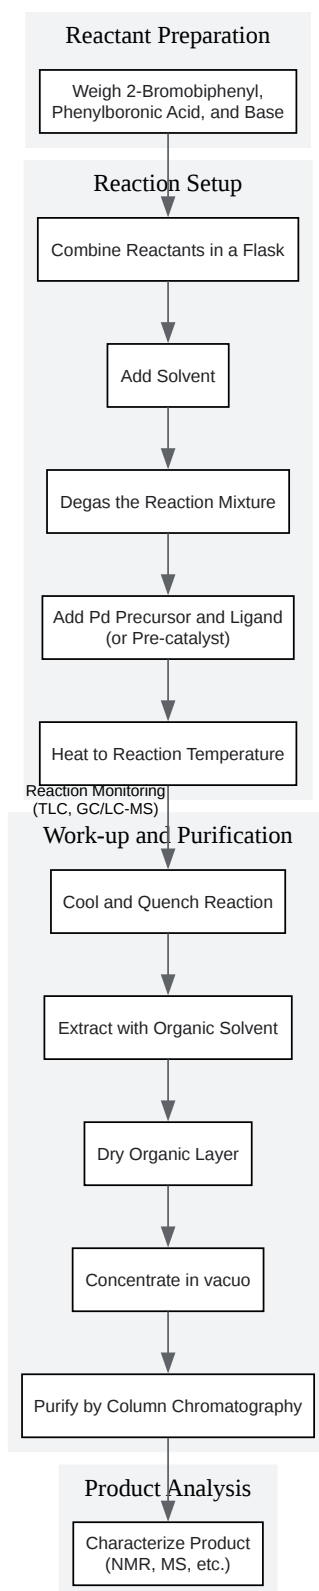 Reactant Preparation
Weigh 2-Bromobiphenyl,
Phenylboronic Acid, and Base
Reaction Setup
Combine Reactants in a Flask
Add Solvent
Degas the Reaction Mixture
Add Pd Precursor and Ligand
(or Pre-catalyst)
Heat to Reaction Temperature
Reaction Monitoring
(TLC, GC/LC-MS)
Work-up and Purification
Cool and Quench Reaction
Extract with Organic Solvent
Dry Organic Layer
Concentrate in vacuo
Purify by Column Chromatography
Product Analysis
Characterize Product
(NMR, MS, etc.)